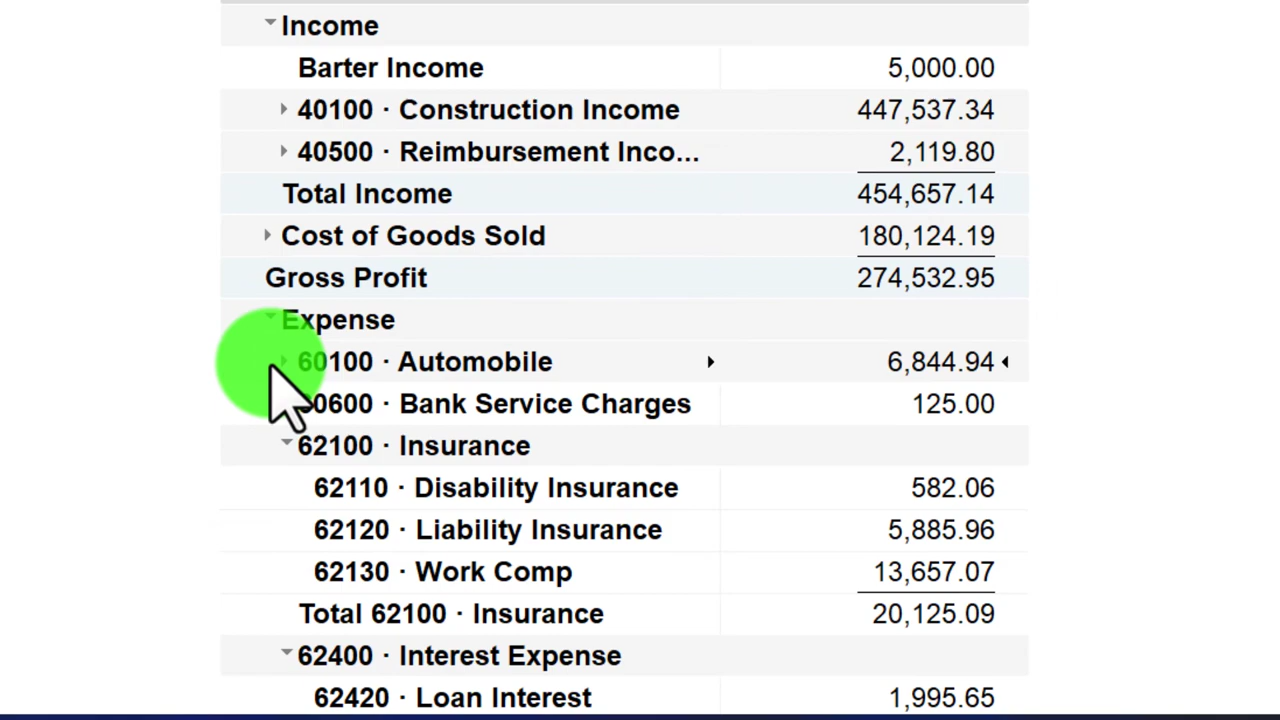 Income
Barter Income 5,000.00
40100 · Construction Income 447,537.34
40500 · Reimbursement Inco... 2,119.80
Total Income 454,657.14
Cost of Goods Sold 180,124.19
Gross Profit 274,532.95
Expense
60100 · Automobile 6,844.94
60600 · Bank Service Charges 125.00
62100 · Insurance
62110 · Disability Insurance 582.06
62120 · Liability Insurance 5,885.96
62130 · Work Comp 13,657.07
Total 62100 · Insurance 20,125.09
62400 · Interest Expense
62420 · Loan Interest 1,995.65